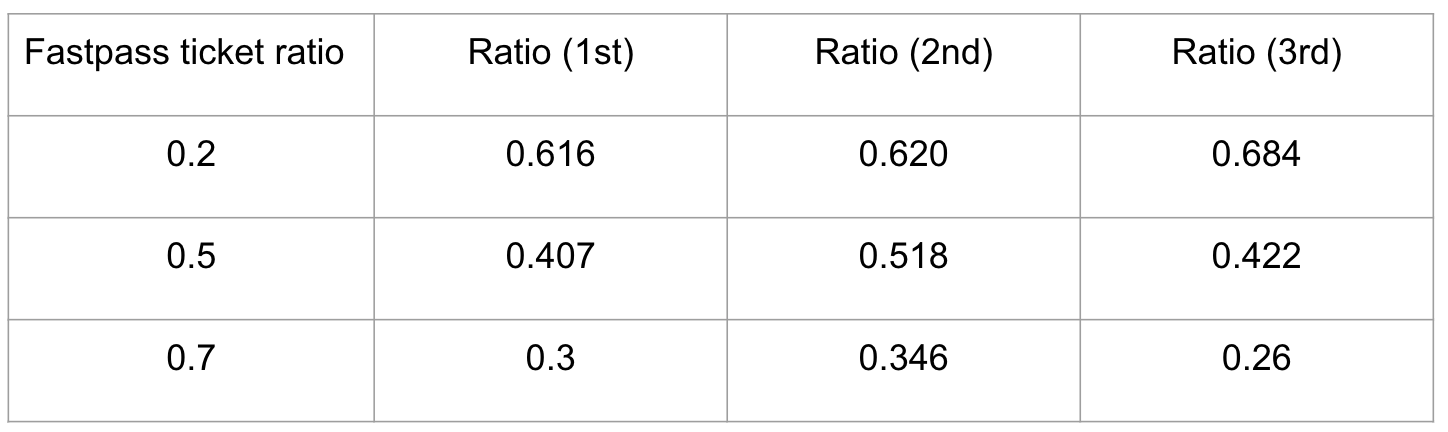 Fastpass ticket ratio Ratio (1st) Ratio (2nd) Ratio (3rd)
0.2 0.616 0.620 0.684
0.5 0.407 0.518 0.422
0.7 0.3 0.346 0.26